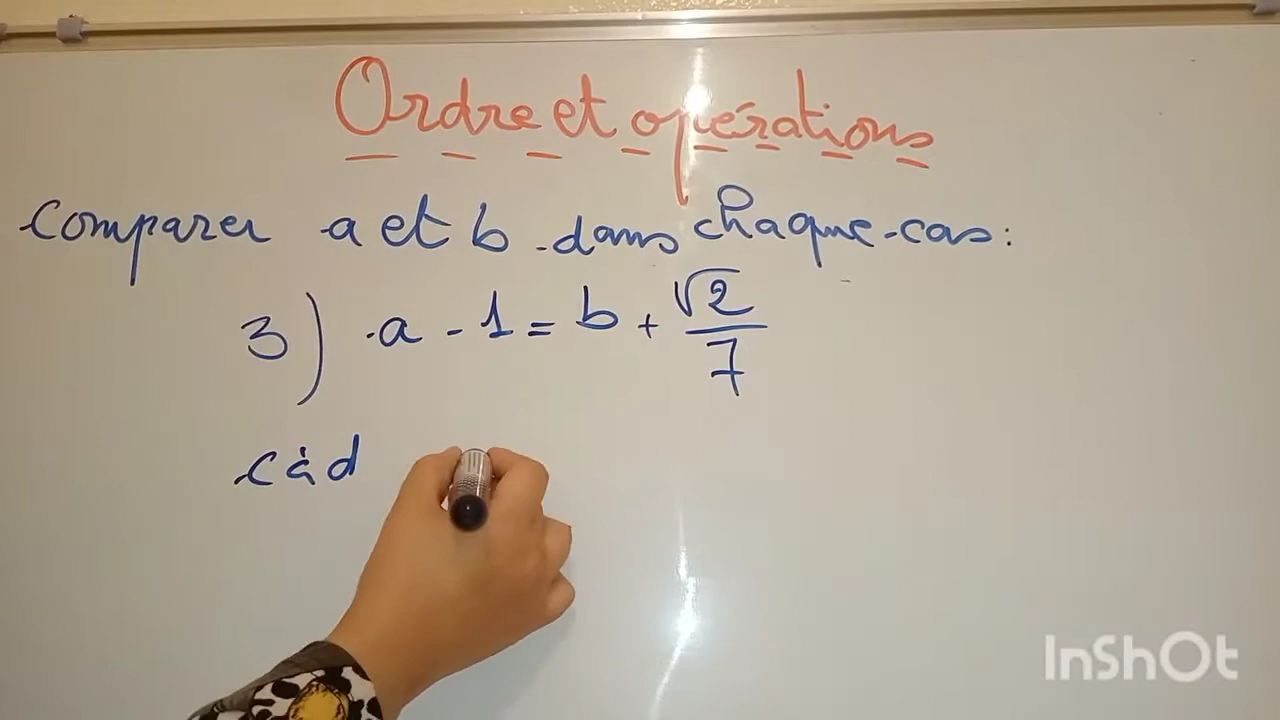 Ordre et opérations
comparer a et b dans chaque cas:
3) a - 1 = b + √2/7
càd
InShOt